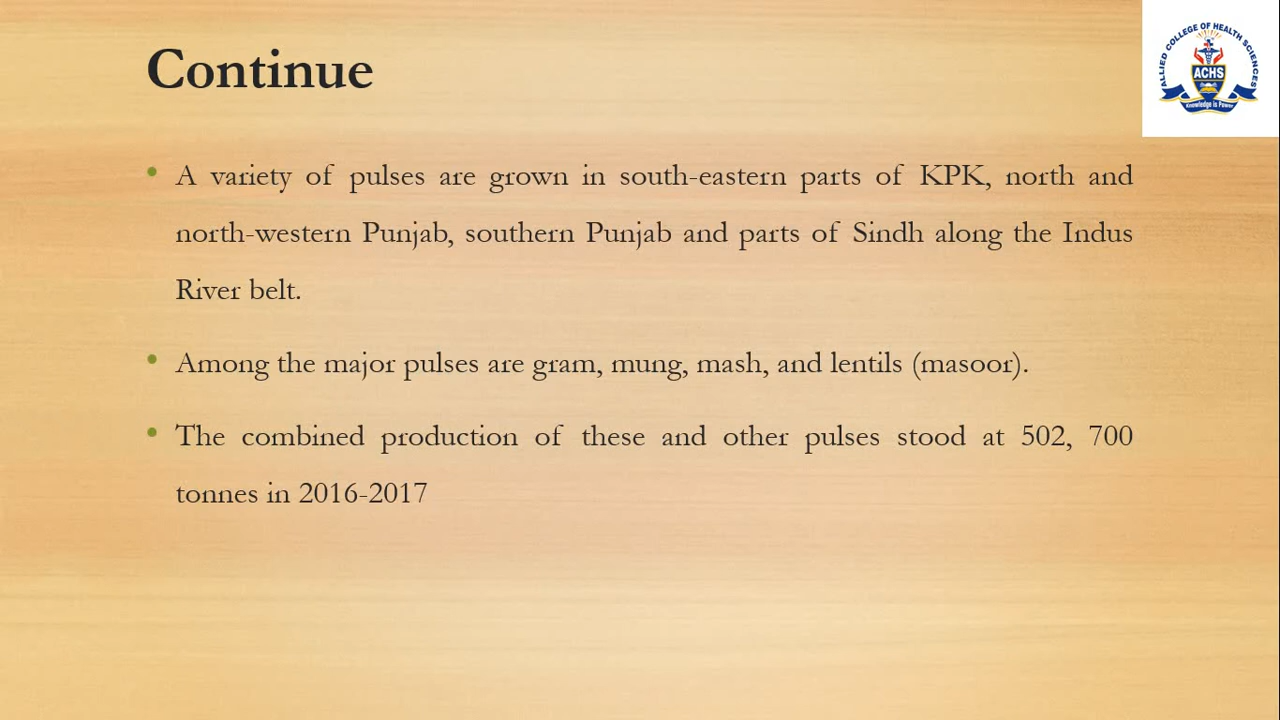 Continue
ALLIED COLLEGE OF HEALTH SCIENCES
ACHS
Knowledge is Power
• A variety of pulses are grown in south-eastern parts of KPK, north and
north-western Punjab, southern Punjab and parts of Sindh along the Indus
River belt.
• Among the major pulses are gram, mung, mash, and lentils (masoor).
• The combined production of these and other pulses stood at 502, 700
tonnes in 2016-2017